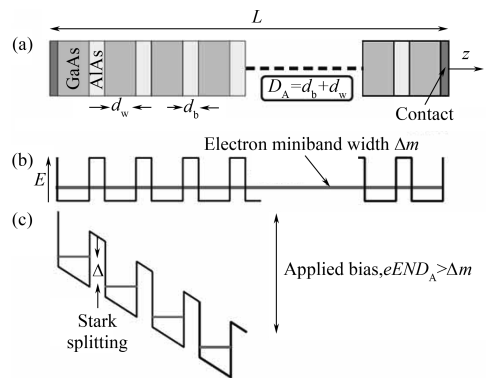 L
(a)
GaAs
AlAs
z
D_A=d_b+d_w
d_w
d_b
Contact
(b)
Electron miniband width Δm
E
(c)
Δ
Applied bias,eEND_A>Δm
Stark
splitting